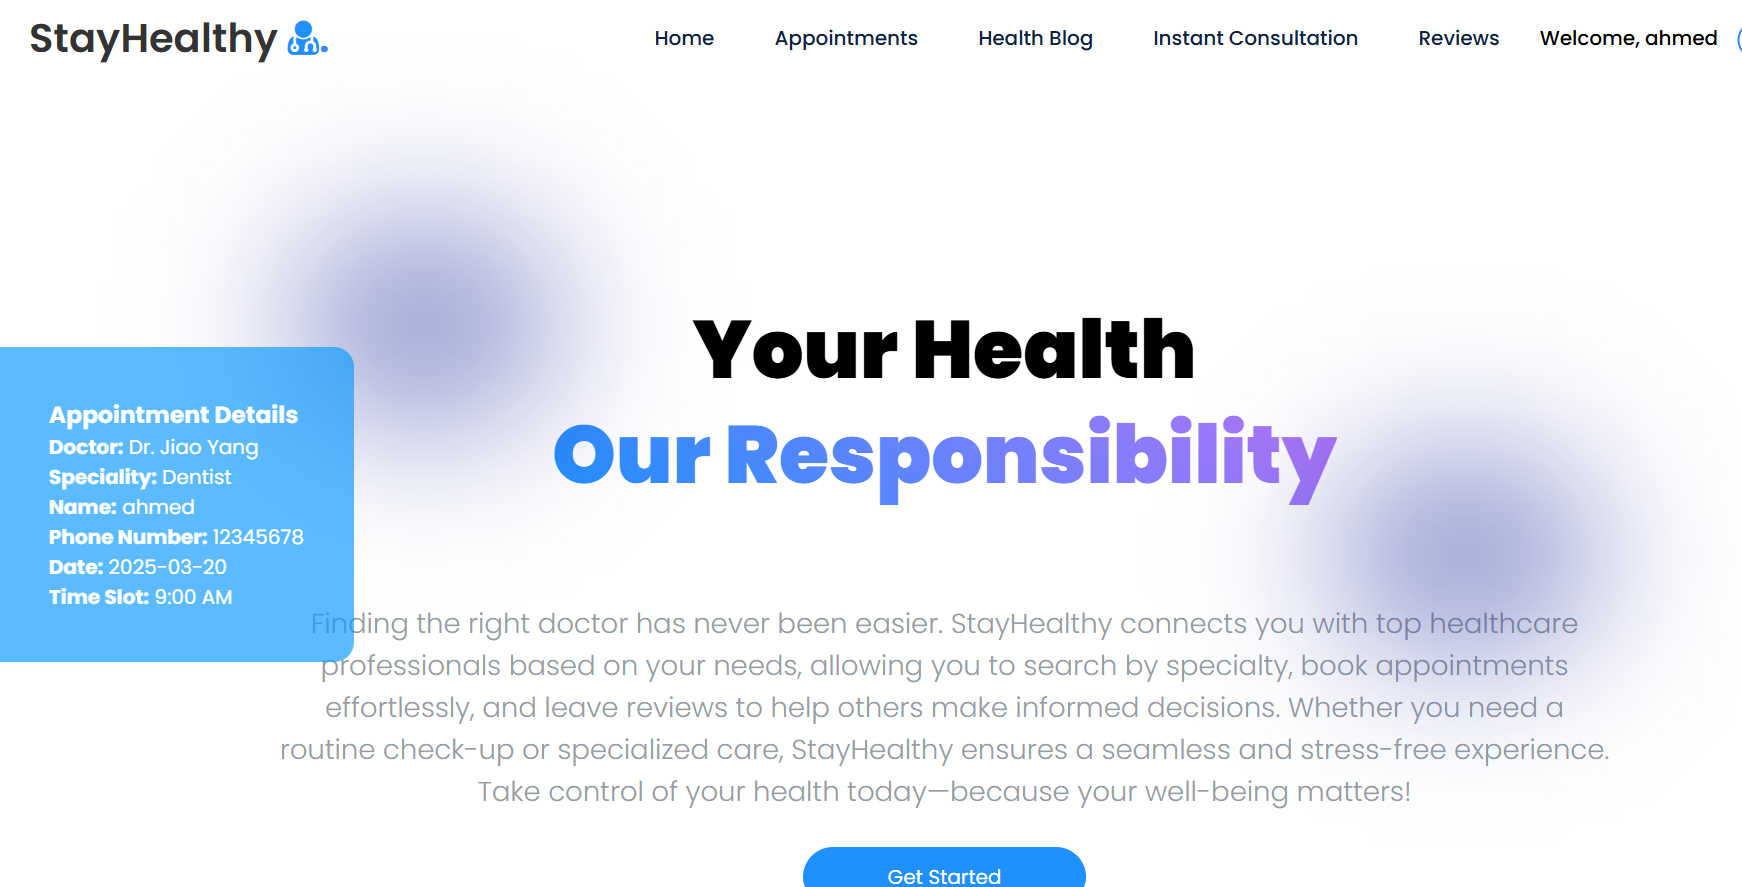 StayHealthy
Home Appointments Health Blog Instant Consultation Reviews Welcome, ahmed
Your Health
Our Responsibility
Appointment Details
Doctor: Dr. Jiao Yang
Speciality: Dentist
Name: ahmed
Phone Number: 12345678
Date: 2025-03-20
Time Slot: 9:00 AM
Finding the right doctor has never been easier. StayHealthy connects you with top healthcare
professionals based on your needs, allowing you to search by specialty, book appointments
effortlessly, and leave reviews to help others make informed decisions. Whether you need a
routine check-up or specialized care, StayHealthy ensures a seamless and stress-free experience.
Take control of your health today—because your well-being matters!
Get Started